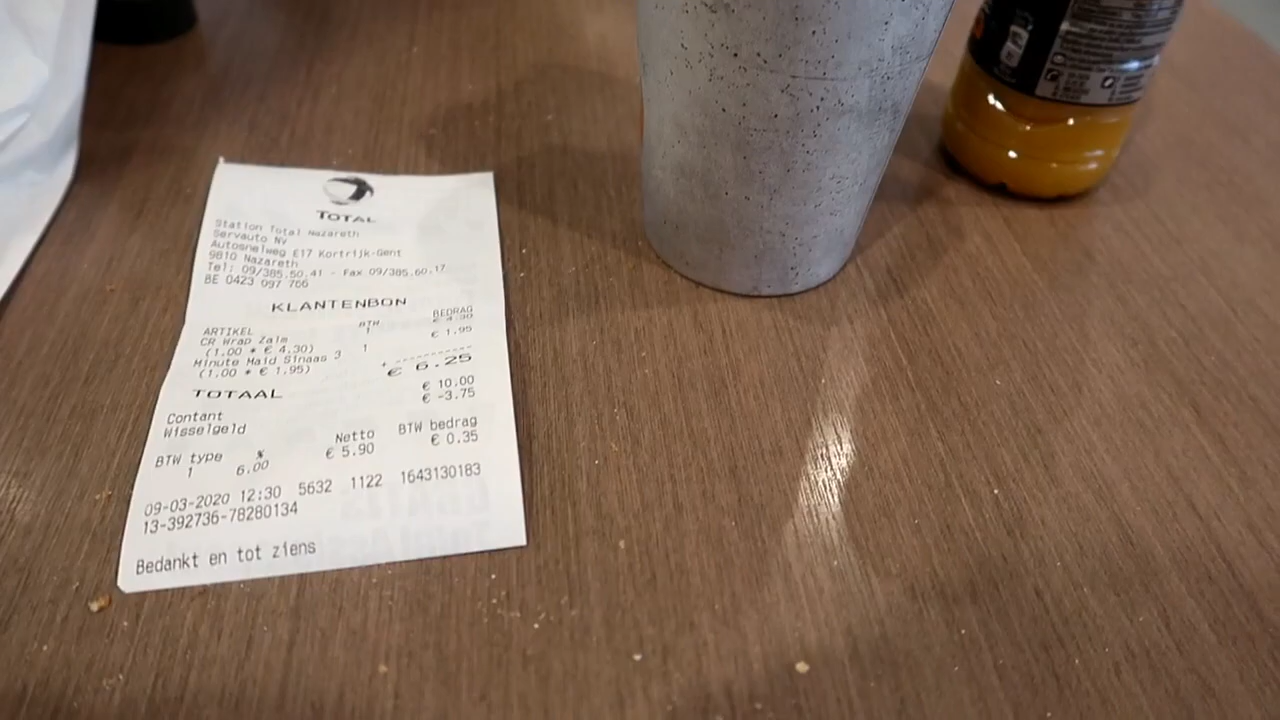 TOTAL
Station Total Nazareth
Servauto NV
Autosnelweg E17 Kortrijk-Gent
9810 Nazareth
Tel: 09/385.50.41 - Fax 09/385.60.17
BE 0423 097 766
KLANTENBON
ARTIKEL BTW BEDRAG
CR Wrap Zalm 1 € 4.30
(1.00 * € 4.30)
Minute Maid Sinaas 3 1 € 1.95
(1.00 * € 1.95)
+ ------------
TOTAAL € 6.25
Contant € 10.00
Wisselgeld € -3.75
BTW type % Netto BTW bedrag
1 6.00 € 5.90 € 0.35
09-03-2020 12:30 5632 1122 1643130183
13-392736-78280134
Bedankt en tot ziens